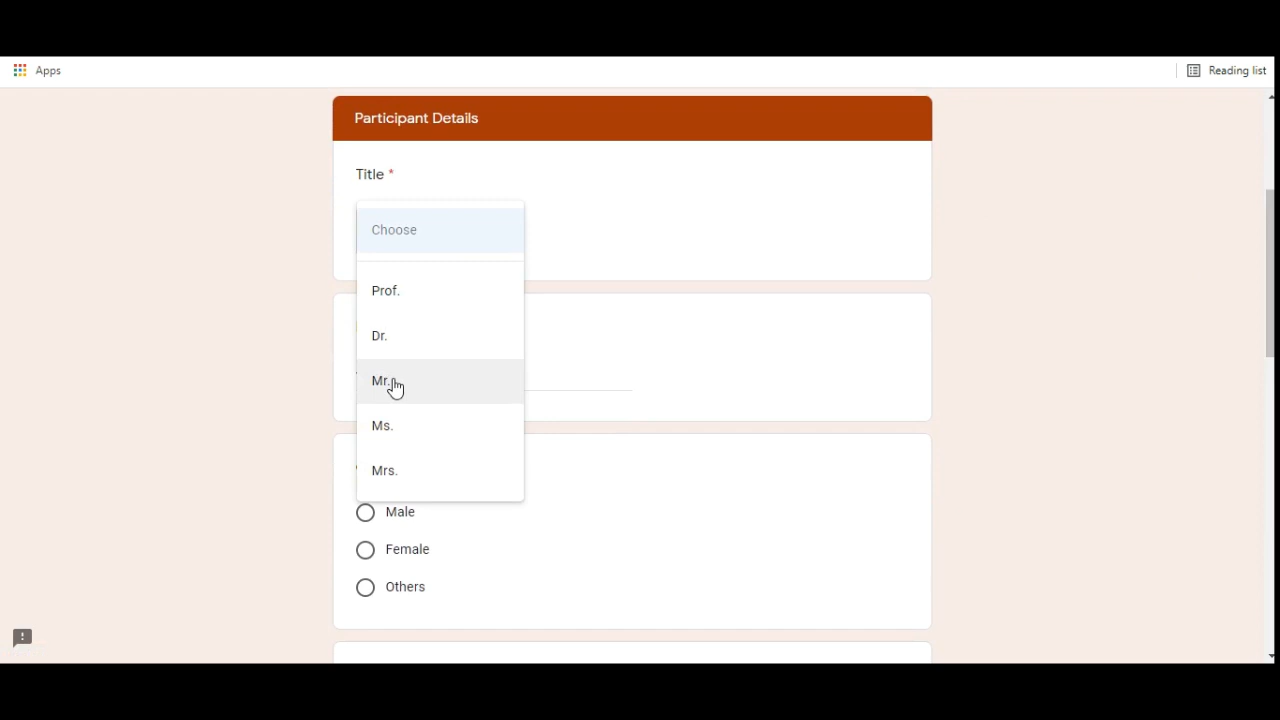 Apps
Reading list
Participant Details
Title *
Choose
Prof.
Dr.
Mr.
Ms.
Mrs.
Male
Female
Others